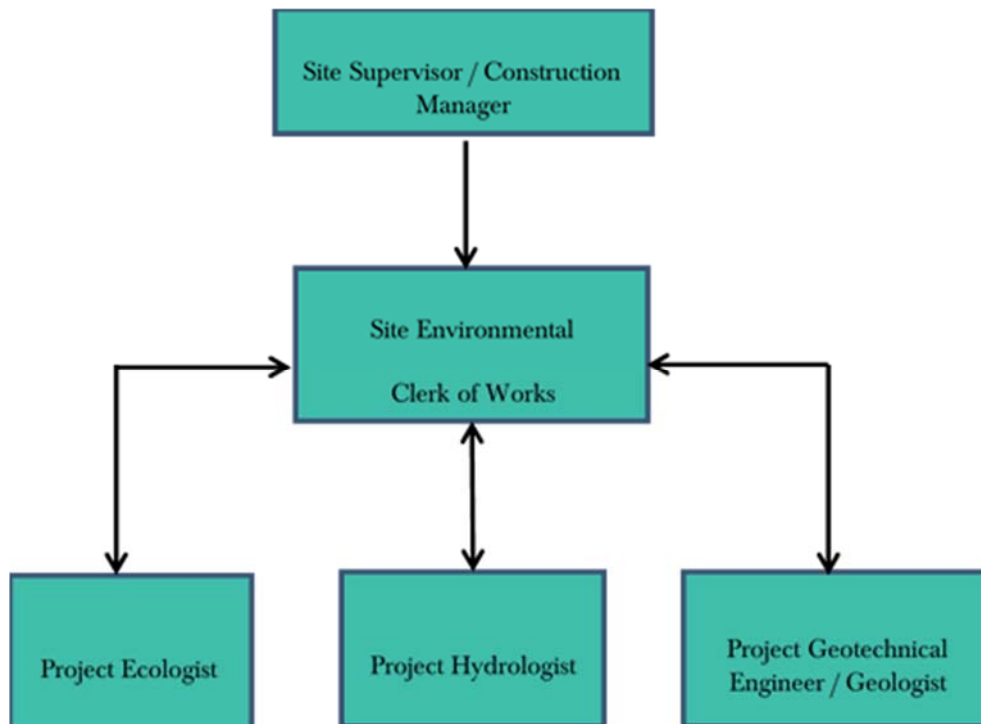 Site Supervisor / Construction
Manager
Site Environmental
Clerk of Works
Project Ecologist
Project Hydrologist
Project Geotechnical
Engineer / Geologist